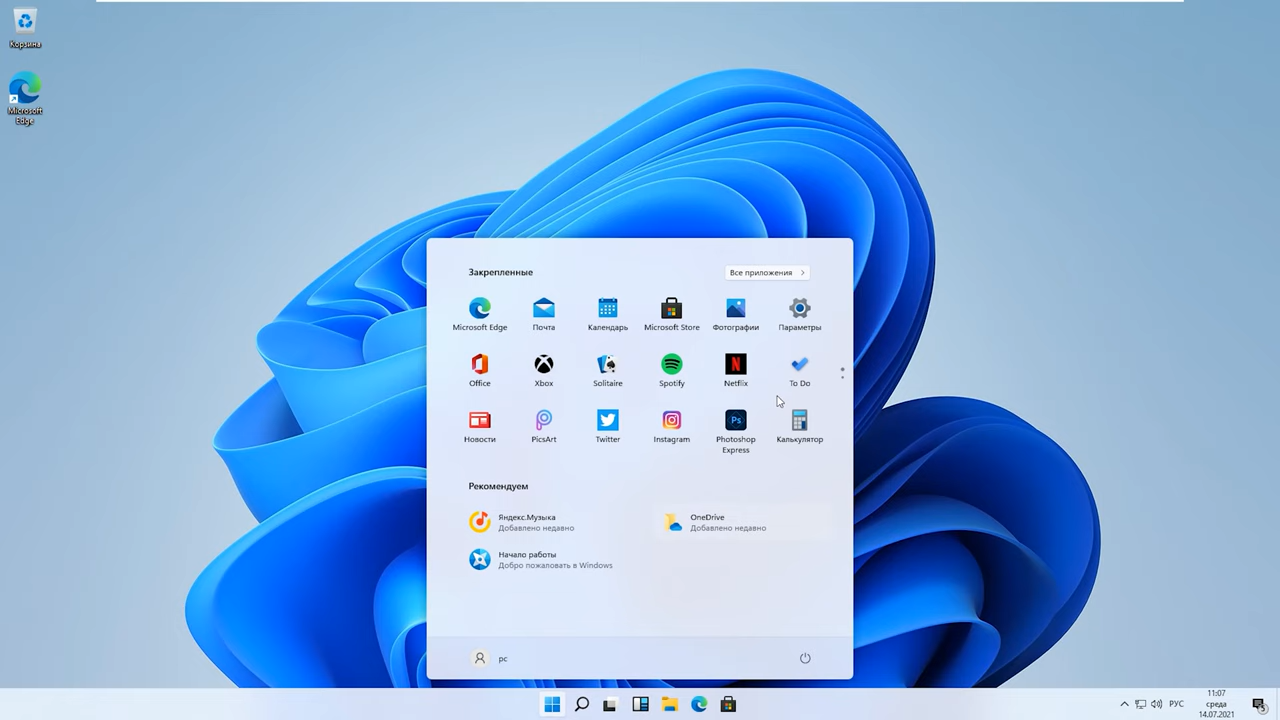 Корзина
Microsoft
Edge
Закрепленные
Все приложения
Microsoft Edge
Почта
Календарь
Microsoft Store
Фотографии
Параметры
Office
Xbox
Solitaire
Spotify
Netflix
To Do
Новости
PicsArt
Twitter
Instagram
Photoshop
Express
Калькулятор
Рекомендуем
Яндекс.Музыка
Добавлено недавно
OneDrive
Добавлено недавно
Начало работы
Добро пожаловать в Windows
pc
РУС
11:07
среда
14.07.2021